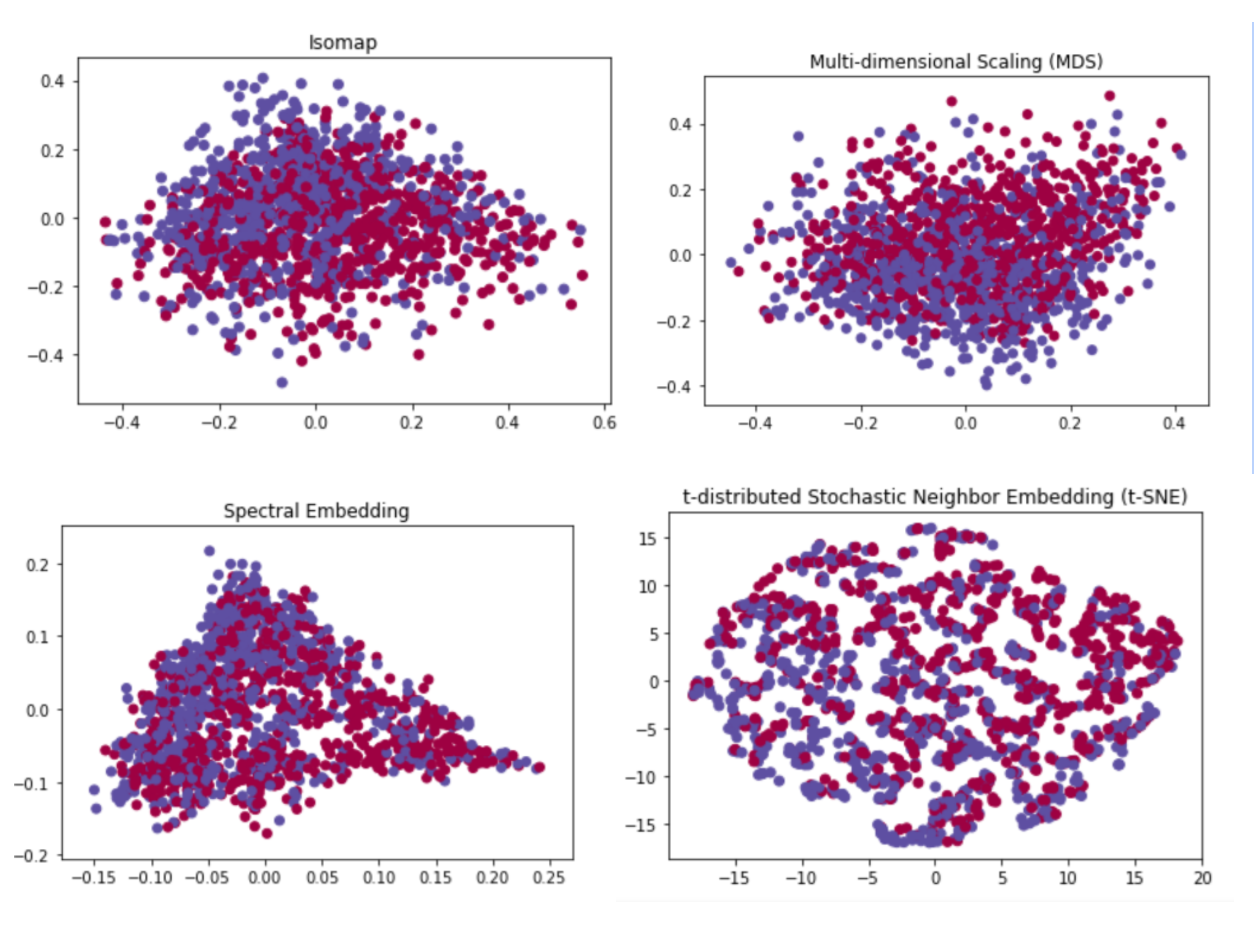 Isomap
0.4
0.2
0.0
−0.2
−0.4
−0.4 −0.2 0.0 0.2 0.4 0.6
Multi-dimensional Scaling (MDS)
0.4
0.2
0.0
−0.2
−0.4
−0.4 −0.2 0.0 0.2 0.4
Spectral Embedding
0.2
0.1
0.0
−0.1
−0.2
−0.15 −0.10 −0.05 0.00 0.05 0.10 0.15 0.20 0.25
t-distributed Stochastic Neighbor Embedding (t-SNE)
15
10
5
0
−5
−10
−15
−15 −10 −5 0 5 10 15 20